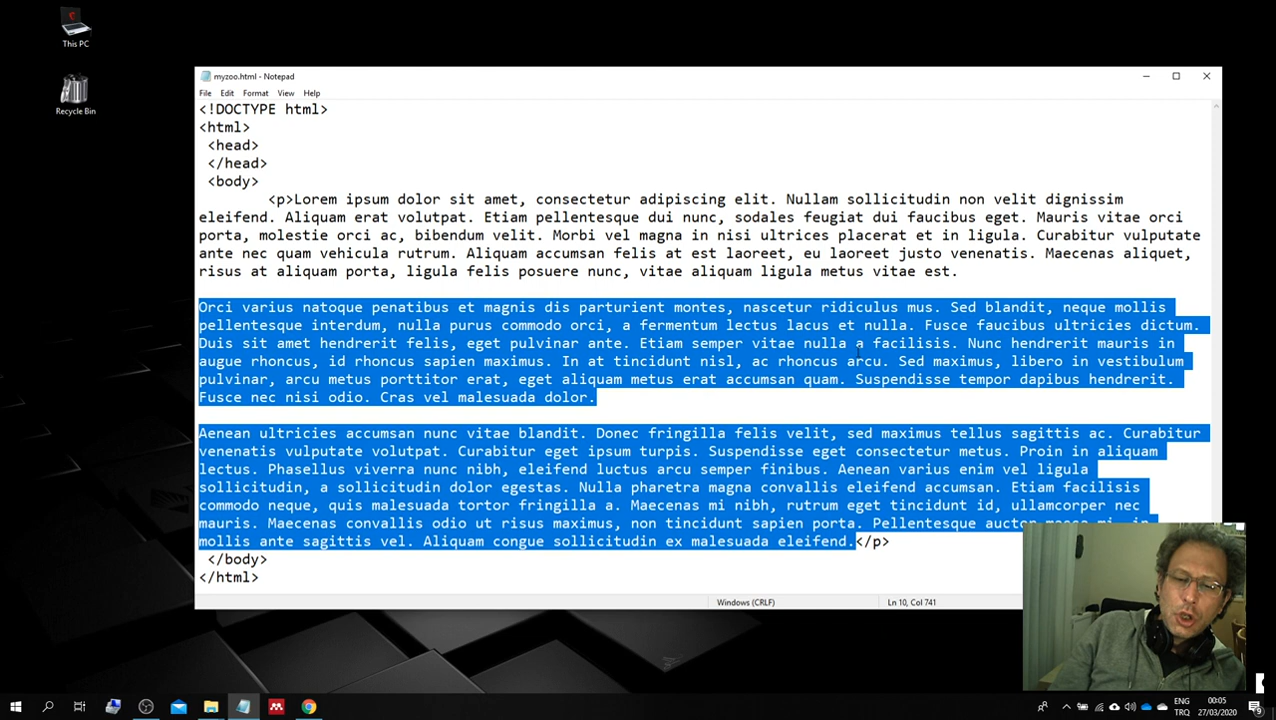 This PC
Recycle Bin
myzoo.html - Notepad
File Edit Format View Help
<!DOCTYPE html>
<html>
<head>
</head>
<body>
<p>Lorem ipsum dolor sit amet, consectetur adipiscing elit. Nullam sollicitudin non velit dignissim
eleifend. Aliquam erat volutpat. Etiam pellentesque dui nunc, sodales feugiat dui faucibus eget. Mauris vitae orci
porta, molestie orci ac, bibendum velit. Morbi vel magna in nisi ultrices placerat et in ligula. Curabitur vulputate
ante nec quam vehicula rutrum. Aliquam accumsan felis at est laoreet, eu laoreet justo venenatis. Maecenas aliquet,
risus at aliquam porta, ligula felis posuere nunc, vitae aliquam ligula metus vitae est.
Orci varius natoque penatibus et magnis dis parturient montes, nascetur ridiculus mus. Sed blandit, neque mollis
pellentesque interdum, nulla purus commodo orci, a fermentum lectus lacus et nulla. Fusce faucibus ultricies dictum.
Duis sit amet hendrerit felis, eget pulvinar ante. Etiam semper vitae nulla a facilisis. Nunc hendrerit mauris in
augue rhoncus, id rhoncus sapien maximus. In at tincidunt nisl, ac rhoncus arcu. Sed maximus, libero in vestibulum
pulvinar, arcu metus porttitor erat, eget aliquam metus erat accumsan quam. Suspendisse tempor dapibus hendrerit.
Fusce nec nisi odio. Cras vel malesuada dolor.
Aenean ultricies accumsan nunc vitae blandit. Donec fringilla felis velit, sed maximus tellus sagittis ac. Curabitur
venenatis vulputate volutpat. Curabitur eget ipsum turpis. Suspendisse eget consectetur metus. Proin in aliquam
lectus. Phasellus viverra nunc nibh, eleifend luctus arcu semper finibus. Aenean varius enim vel ligula
sollicitudin, a sollicitudin dolor egestas. Nulla pharetra magna convallis eleifend accumsan. Etiam facilisis
commodo neque, quis malesuada tortor fringilla a. Maecenas mi nibh, rutrum eget tincidunt id, ullamcorper nec
mauris. Maecenas convallis odio ut risus maximus, non tincidunt sapien porta. Pellentesque auctor
mollis ante sagittis vel. Aliquam congue sollicitudin ex malesuada eleifend.</p>
</body>
</html>
Windows (CRLF) Ln 10, Col 741
ENG 00:05
TRQ 27/03/2020